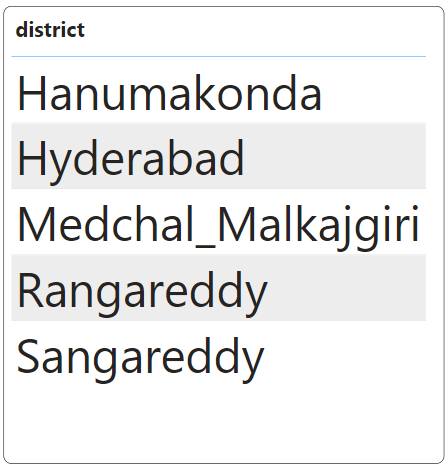 district
Hanumakonda
Hyderabad
Medchal_Malkajgiri
Rangareddy
Sangareddy